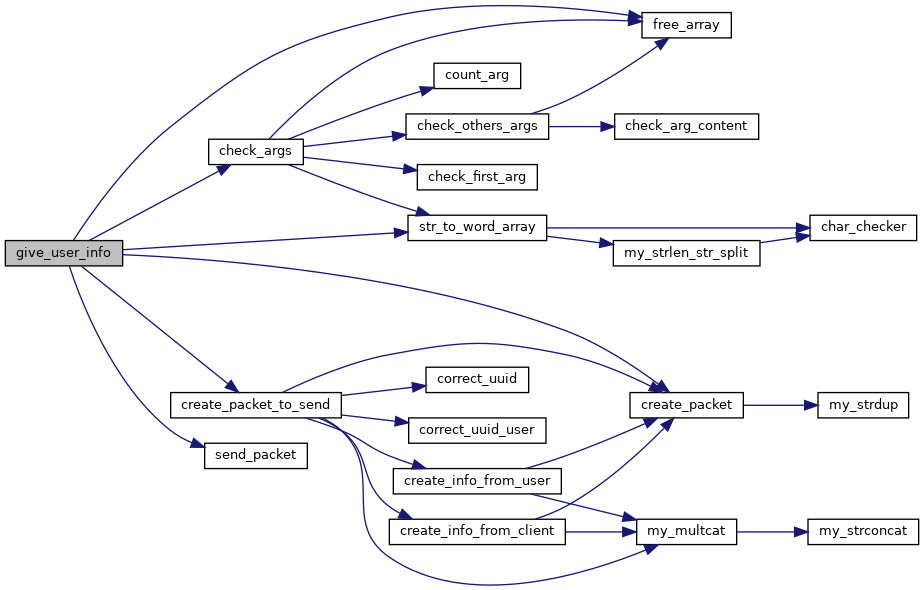 free_array
count_arg
check_others_args
check_arg_content
check_args
check_first_arg
str_to_word_array
char_checker
give_user_info
my_strlen_str_split
correct_uuid
create_packet_to_send
create_packet
my_strdup
correct_uuid_user
send_packet
create_info_from_user
create_info_from_client
my_multcat
my_strconcat